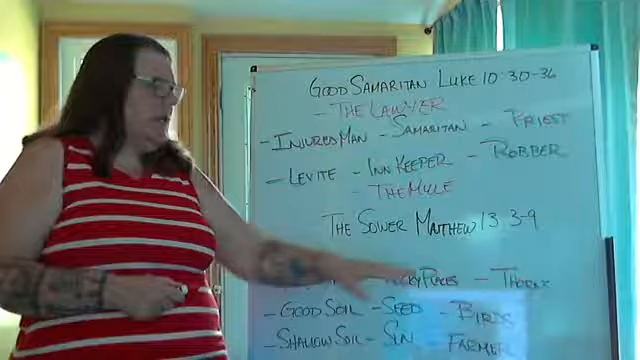 GOOD SAMARITAN LUKE 10:30-36
- THE LAWYER
- INJURED MAN - SAMARITAN - PRIEST
- LEVITE - INN KEEPER - ROBBER
- THE MULE
THE SOWER MATTHEW 13 3-9
- THORNS
- GOOD SOIL - SEED - BIRDS
- SHALLOW SOIL - SUN - FARMER